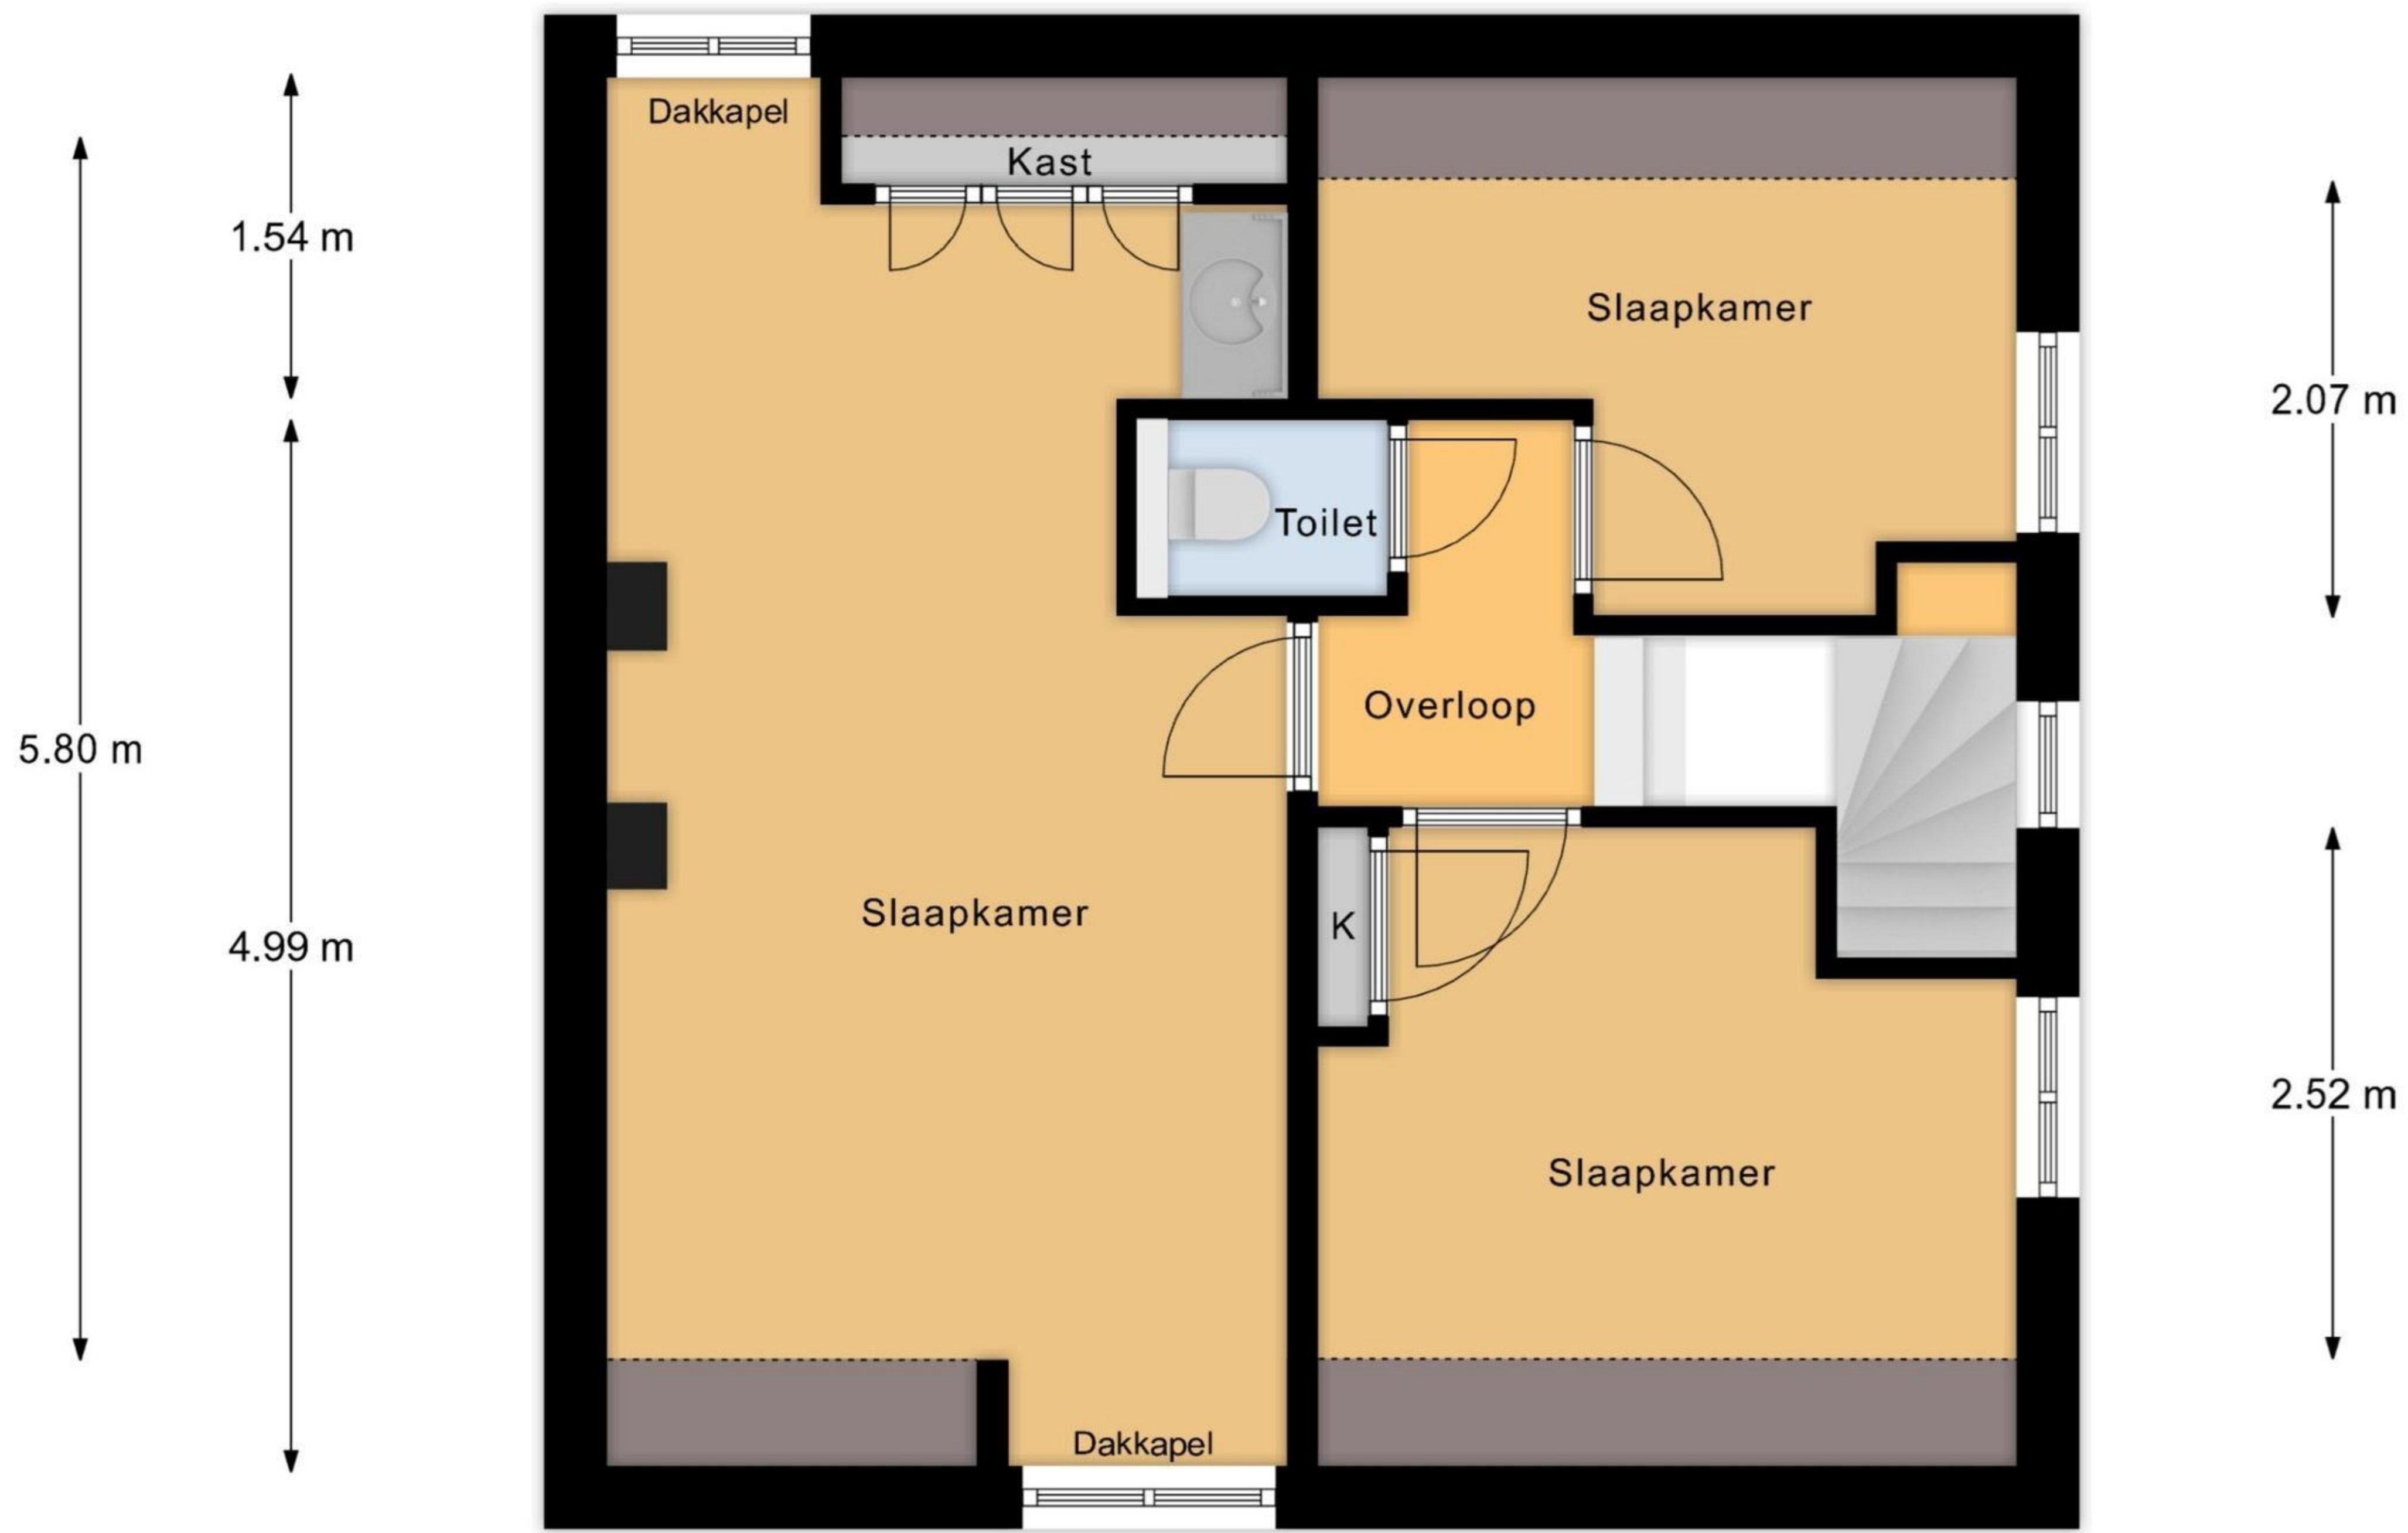 Dakkapel
Kast
1.54 m
Slaapkamer
2.07 m
Toilet
Overloop
5.80 m
Slaapkamer
K
4.99 m
2.52 m
Slaapkamer
Dakkapel